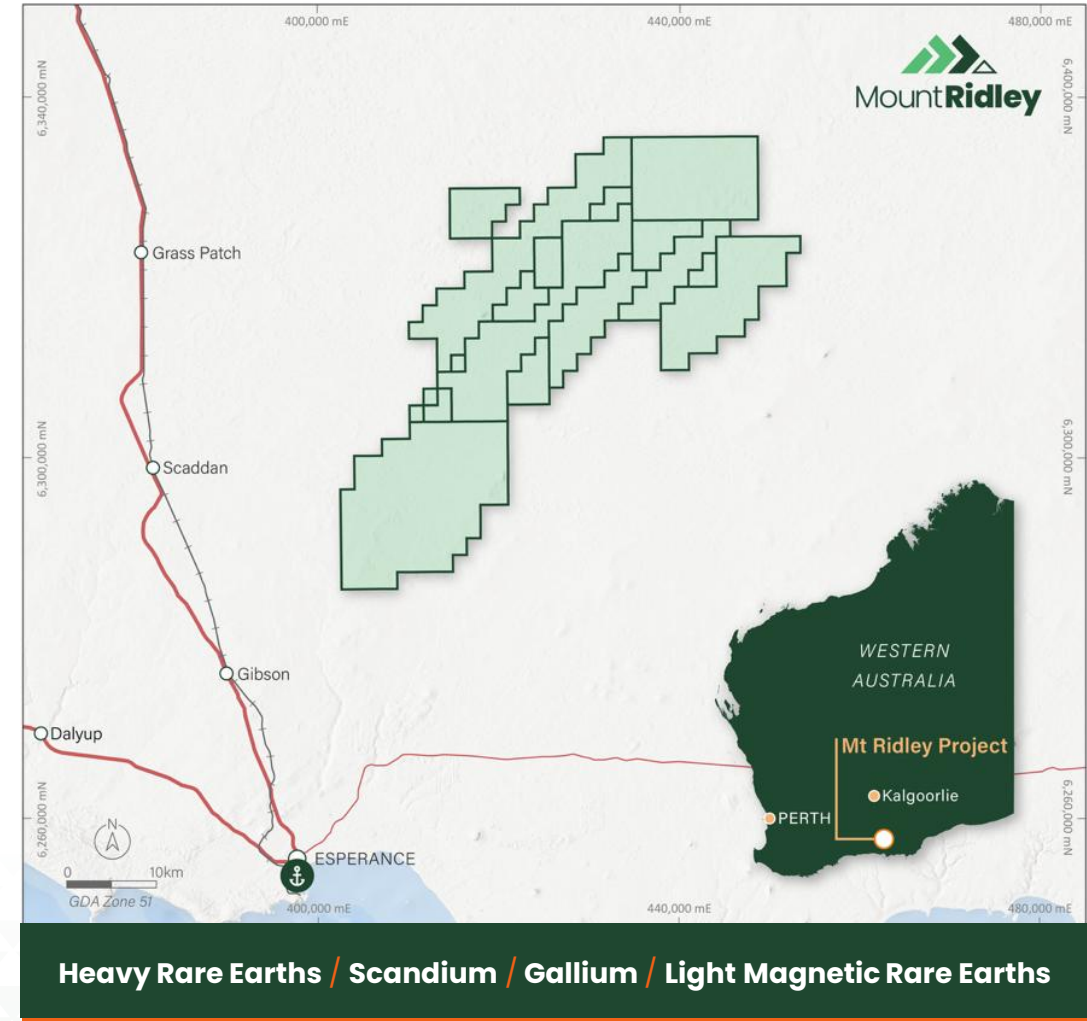 400,000 mE
440,000 mE
480,000 mE
MountRidley
6,340,000 mN
6,400,000 mN
Grass Patch
6,300,000 mN
6,300,000 mN
Scaddan
WESTERN
AUSTRALIA
Gibson
Dalyup
Mt Ridley Project
Kalgoorlie
PERTH
6,260,000 mN
6,260,000 mN
N
ESPERANCE
0 10km
GDA Zone 51
400,000 mE
440,000 mE
480,000 mE
Heavy Rare Earths / Scandium / Gallium / Light Magnetic Rare Earths